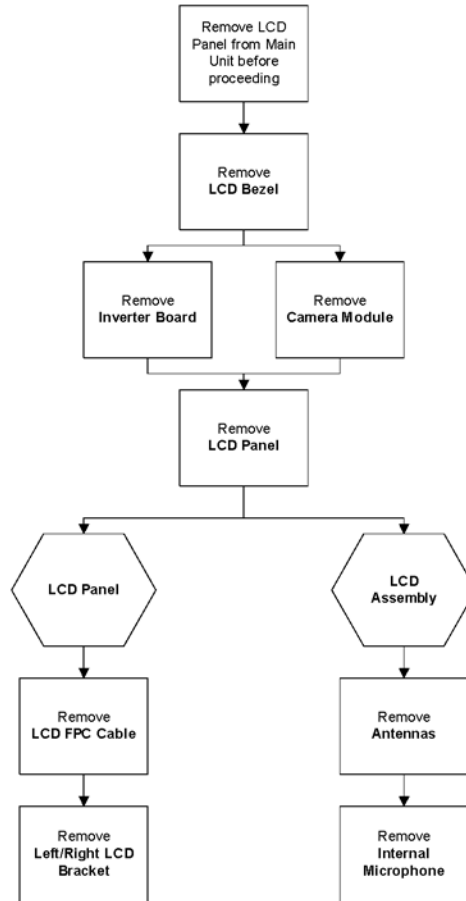 Remove LCD
Panel from Main
Unit before
proceeding
Remove
LCD Bezel
Remove
Inverter Board
Remove
Camera Module
Remove
LCD Panel
LCD Panel
LCD
Assembly
Remove
LCD FPC Cable
Remove
Antennas
Remove
Left/Right LCD
Bracket
Remove
Internal
Microphone